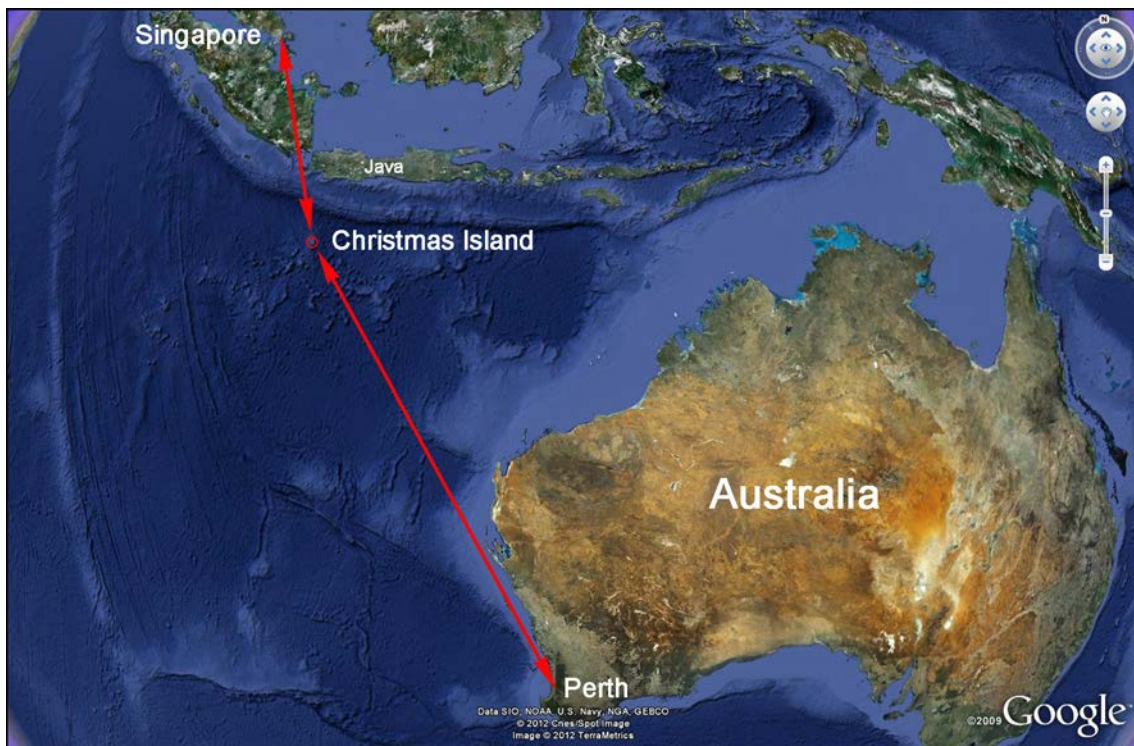 Singapore
N
Java
Christmas Island
Australia
Perth
Data SIO, NOAA, U.S. Navy, NGA, GEBCO
© 2012 Cnes/Spot Image
Image © 2012 TerraMetrics
©2009 Google